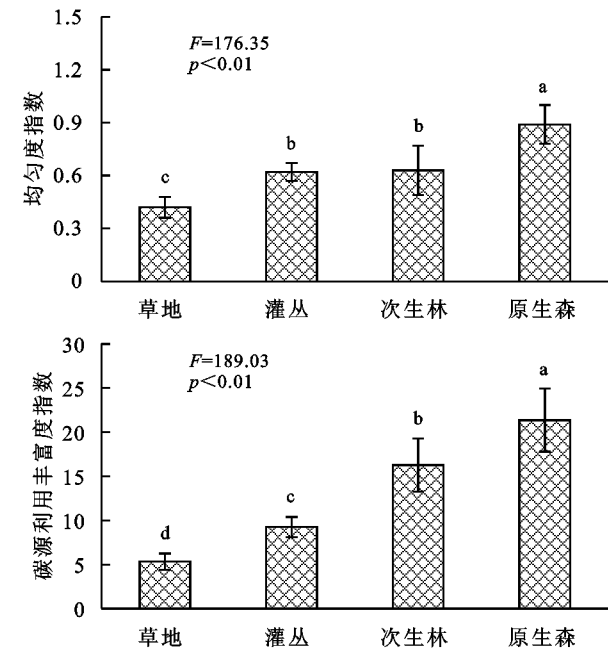 均匀度指数
1.5
1.2
0.9
0.6
0.3
0
F=176.35
p<0.01
c
b
b
a
草地 灌丛 次生林 原生森
碳源利用丰富度指数
30
25
20
15
10
5
0
F=189.03
p<0.01
d
c
b
a
草地 灌丛 次生林 原生森